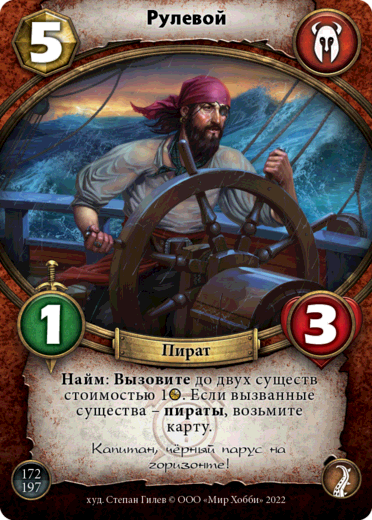 5
Рулевой
1
3
Пират
Найм: Вызовите до двух существ
стоимостью 1. Если вызванные
существа – пираты, возьмите
карту.
Капитан, чёрный парус на
горизонте!
172
197
худ. Степан Гилев © ООО «Мир Хобби» 2022